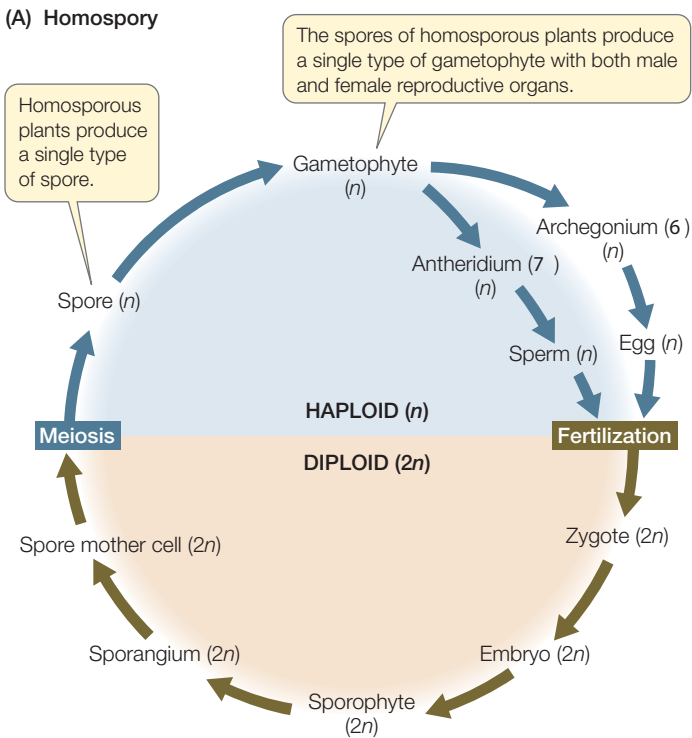 (A) Homospory
The spores of homosporous plants produce
a single type of gametophyte with both male
and female reproductive organs.
Homosporous
plants produce
a single type
of spore.
Gametophyte
(n)
Archegonium (6 )
(n)
Antheridium (7 )
(n)
Spore (n)
Egg (n)
Sperm (n)
HAPLOID (n)
Meiosis
Fertilization
DIPLOID (2n)
Zygote (2n)
Spore mother cell (2n)
Embryo (2n)
Sporangium (2n)
Sporophyte
(2n)